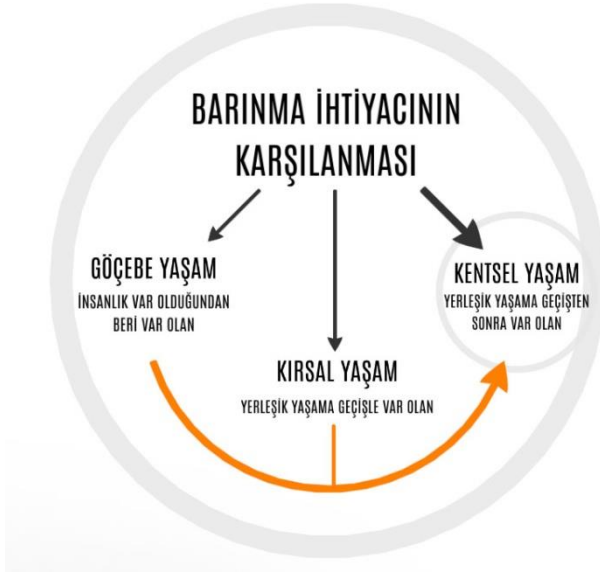 BARINMA İHTİYACININ
KARŞILANMASI
GÖÇEBE YAŞAM
İNSANLIK VAR OLDUĞUNDAN
BERİ VAR OLAN
KENTSEL YAŞAM
YERLEŞİK YAŞAMA GEÇİŞTEN
SONRA VAR OLAN
KIRSAL YAŞAM
YERLEŞİK YAŞAMA GEÇİŞLE VAR OLAN